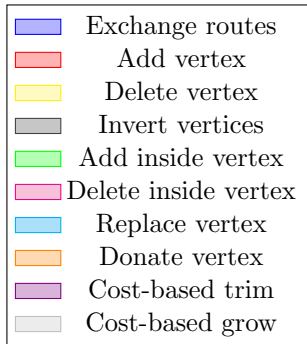 Exchange routes
Add vertex
Delete vertex
Invert vertices
Add inside vertex
Delete inside vertex
Replace vertex
Donate vertex
Cost-based trim
Cost-based grow